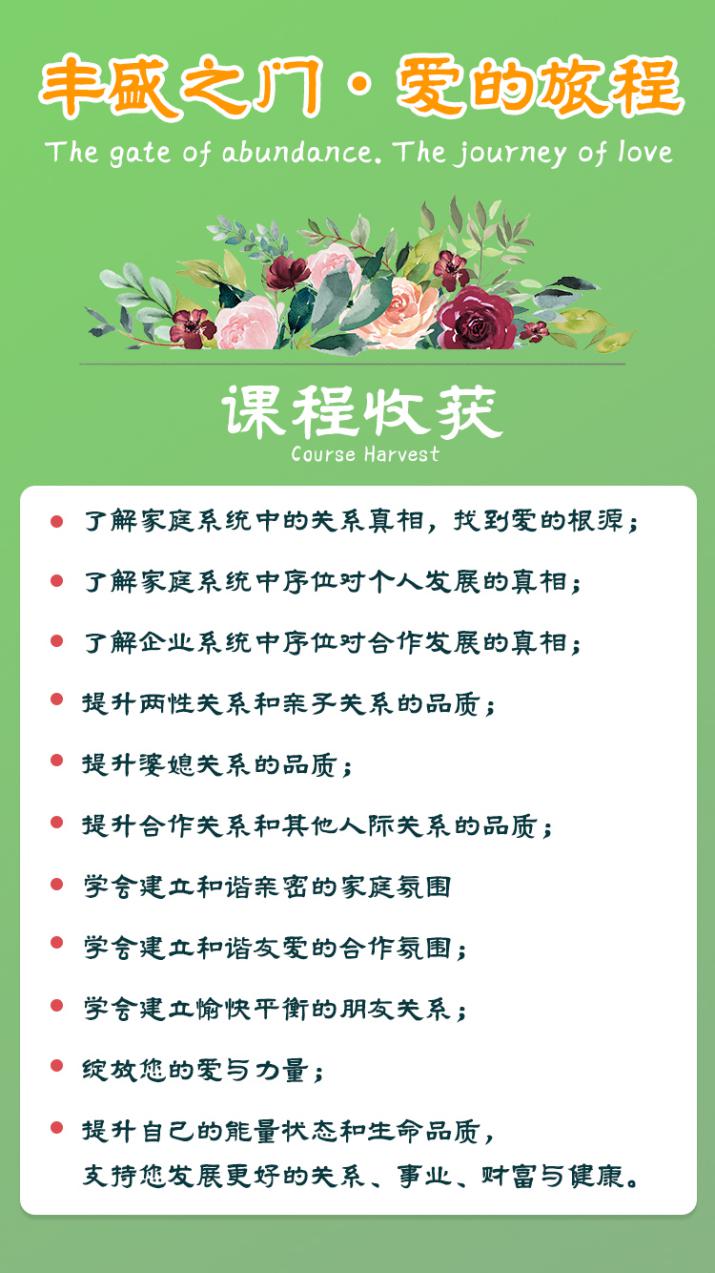 丰盛之门·爱的旅程
The gate of abundance. The journey of love
课程收获
Course Harvest
了解家庭系统中的关系真相，找到爱的根源；
了解家庭系统中序位对个人发展的真相；
了解企业系统中序位对合作发展的真相；
提升两性关系和亲子关系的品质；
提升婆媳关系的品质；
提升合作关系和其他人际关系的品质；
学会建立和谐亲密的家庭氛围
学会建立和谐友爱的合作氛围；
学会建立愉快平衡的朋友关系；
绽放您的爱与力量；
提升自己的能量状态和生命品质，
支持您发展更好的关系、事业、财富与健康。